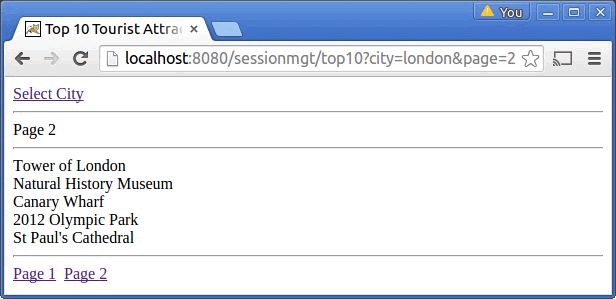 You
Top 10 Tourist Attra
localhost:8080/sessionmgt/top10?city=london&page=2
Select City
Page 2
Tower of London
Natural History Museum
Canary Wharf
2012 Olympic Park
St Paul's Cathedral
Page 1 Page 2